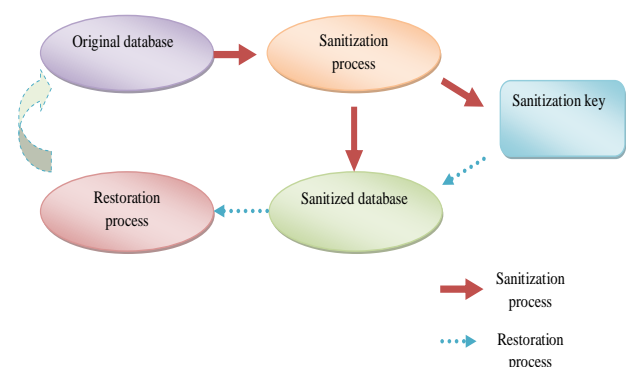 Original database
Sanitization
process
Sanitization key
Restoration
process
Sanitized database
Sanitization
process
Restoration
process